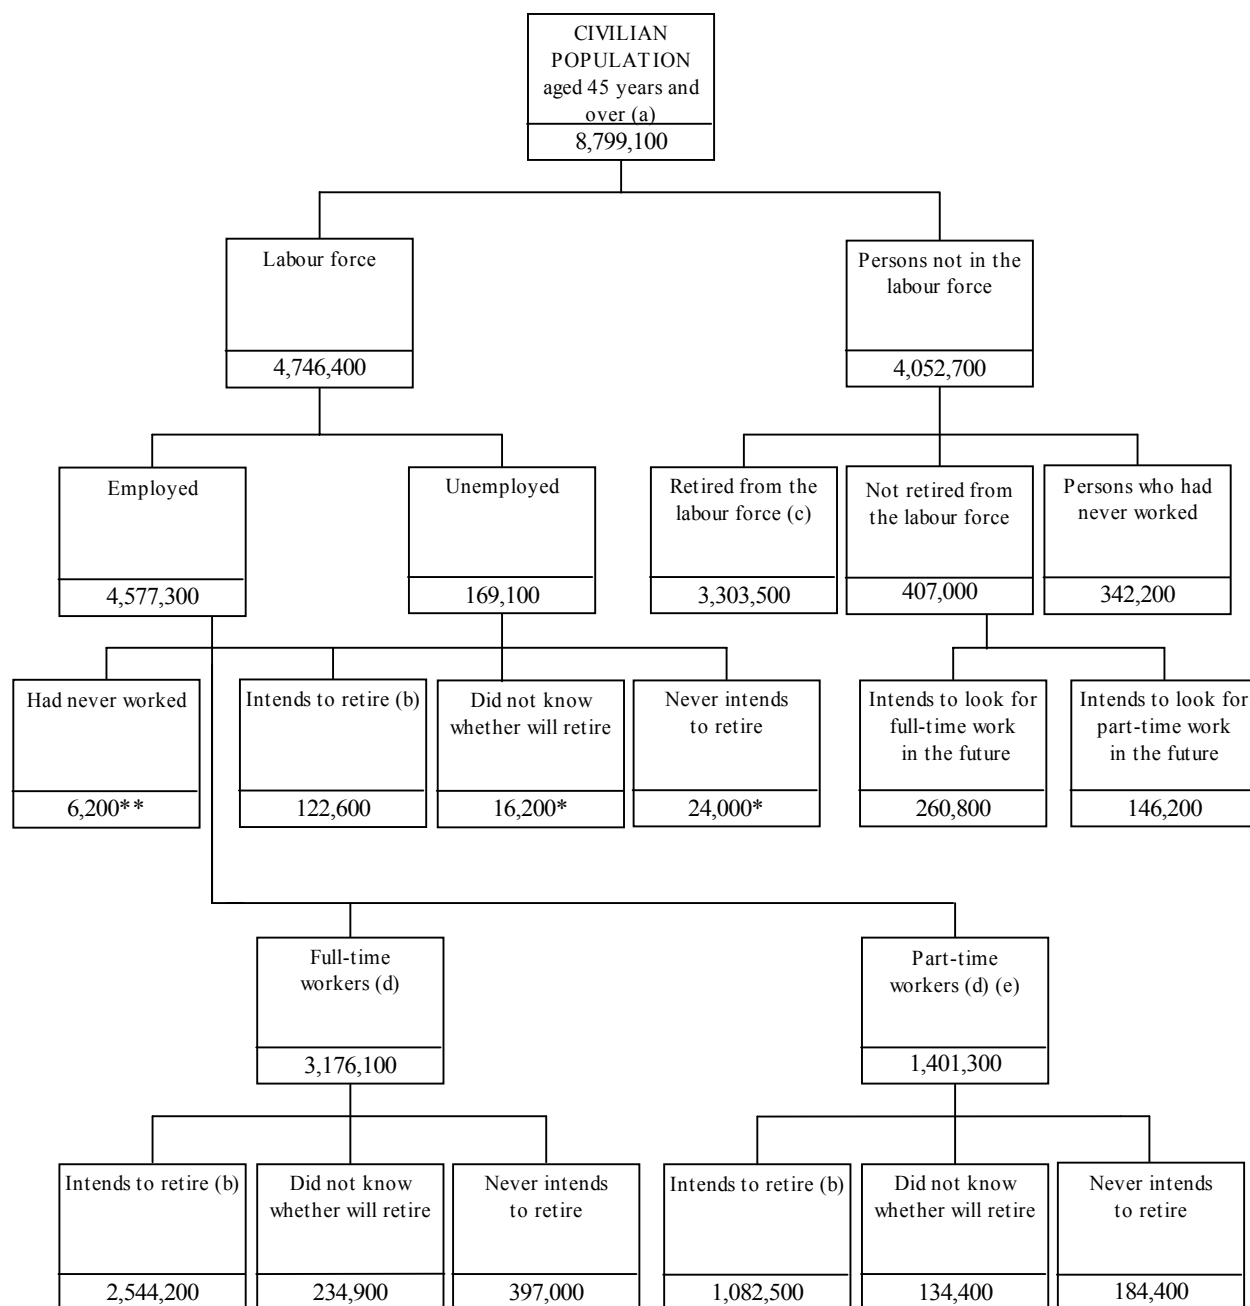 CIVILIAN
POPULATION
aged 45 years and
over (a)
8,799,100
Labour force
4,746,400
Persons not in the
labour force
4,052,700
Employed
4,577,300
Unemployed
169,100
Retired from the
labour force (c)
3,303,500
Not retired from
the labour force
407,000
Persons who had
never worked
342,200
Had never worked
6,200**
Intends to retire (b)
122,600
Did not know
whether will retire
16,200*
Never intends
to retire
24,000*
Intends to look for
full-time work
in the future
260,800
Intends to look for
part-time work
in the future
146,200
Full-time
workers (d)
3,176,100
Part-time
workers (d) (e)
1,401,300
Intends to retire (b)
2,544,200
Did not know
whether will retire
234,900
Never intends
to retire
397,000
Intends to retire (b)
1,082,500
Did not know
whether will retire
134,400
Never intends
to retire
184,400